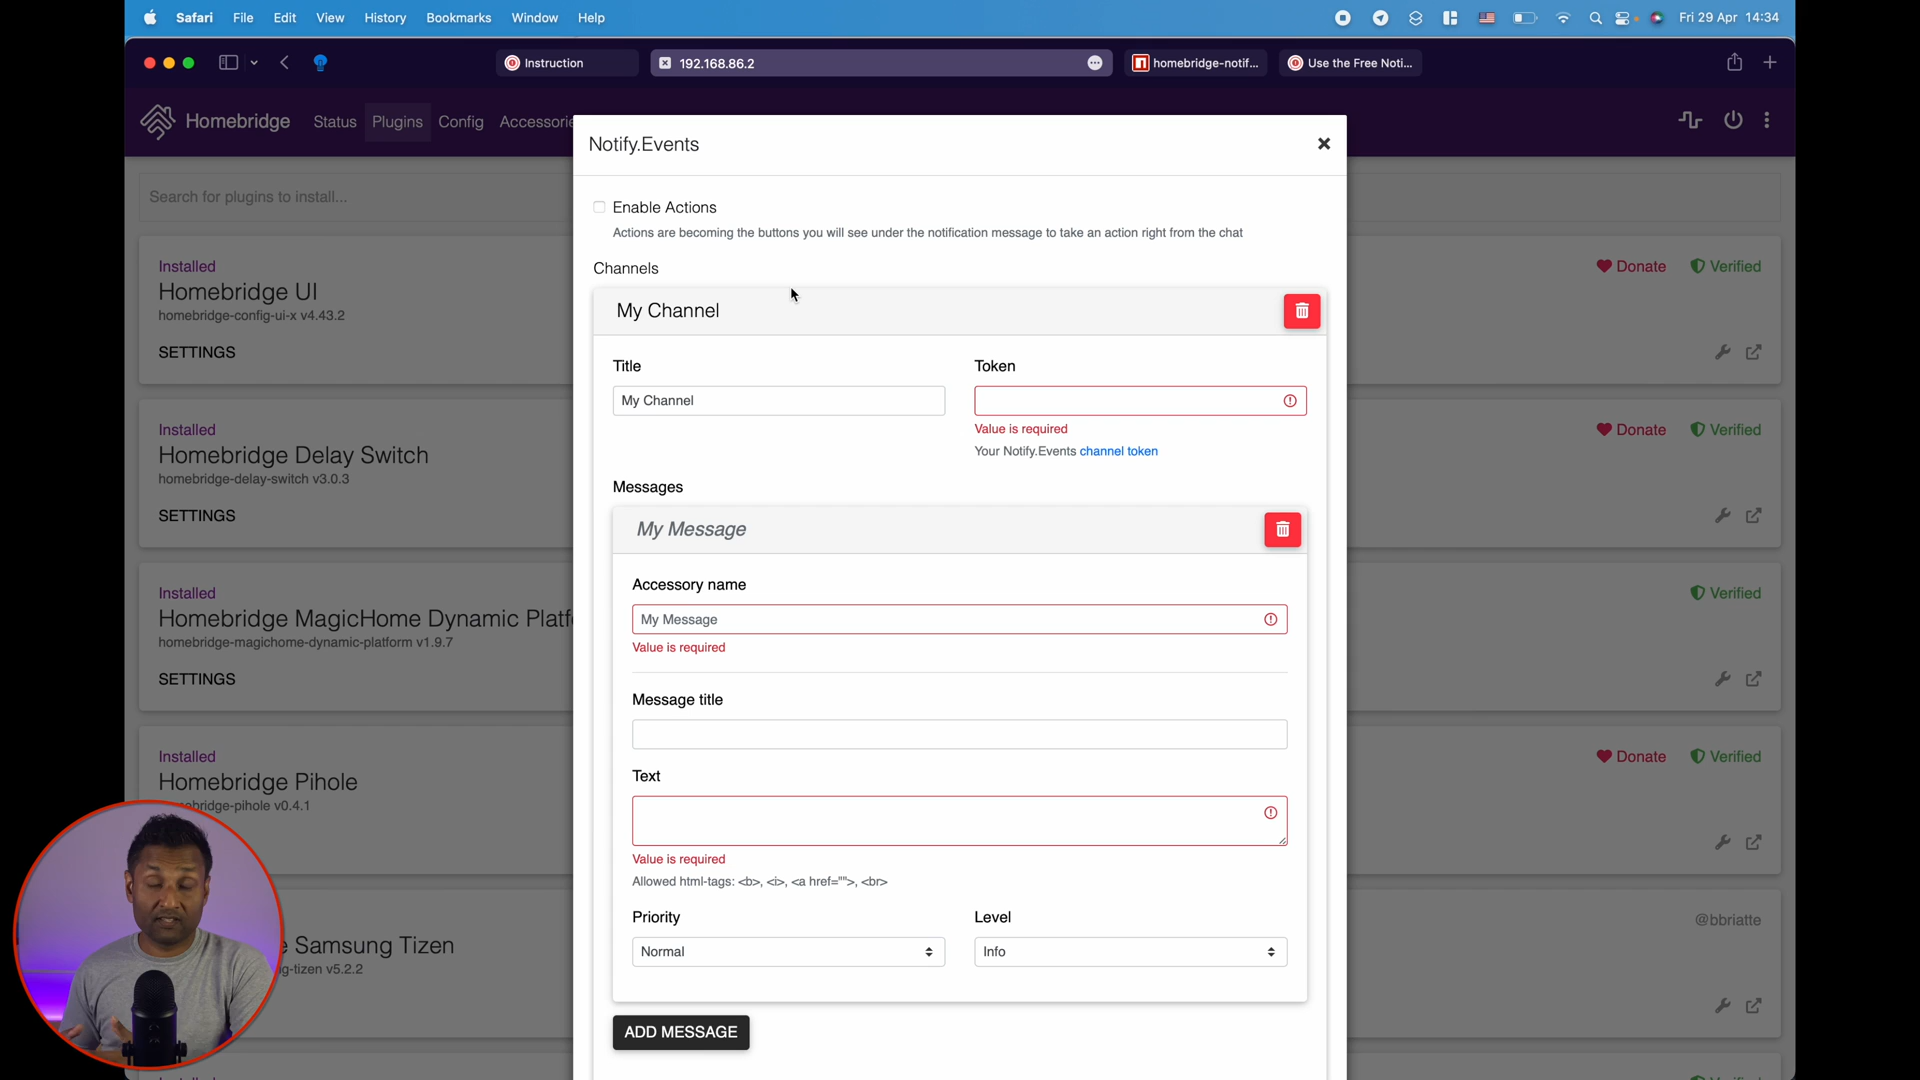 Safari File Edit View History Bookmarks Window Help Fri 29 Apr 14:34
Instruction 192.168.86.2 homebridge-notif... Use the Free Noti...
Homebridge Status Plugins Config Accessorie
Notify.Events
Search for plugins to install...
Enable Actions
Actions are becoming the buttons you will see under the notification message to take an action right from the chat
Channels
My Channel
Title Token
My Channel
Value is required
Your Notify.Events channel token
Messages
My Message
Accessory name
My Message
Value is required
Message title
Text
Value is required
Allowed html-tags: <b>, <i>, <a href="">, <br>
Priority Level
Normal Info
ADD MESSAGE
Installed
Homebridge UI
homebridge-config-ui-x v4.43.2
SETTINGS
Donate Verified
Installed
Homebridge Delay Switch
homebridge-delay-switch v3.0.3
SETTINGS
Donate Verified
Installed
Homebridge MagicHome Dynamic Platf
homebridge-magichome-dynamic-platform v1.9.7
SETTINGS
Verified
Installed
Homebridge Pihole
ebridge-pihole v0.4.1
Donate Verified
e Samsung Tizen
g-tizen v5.2.2
@bbriatte